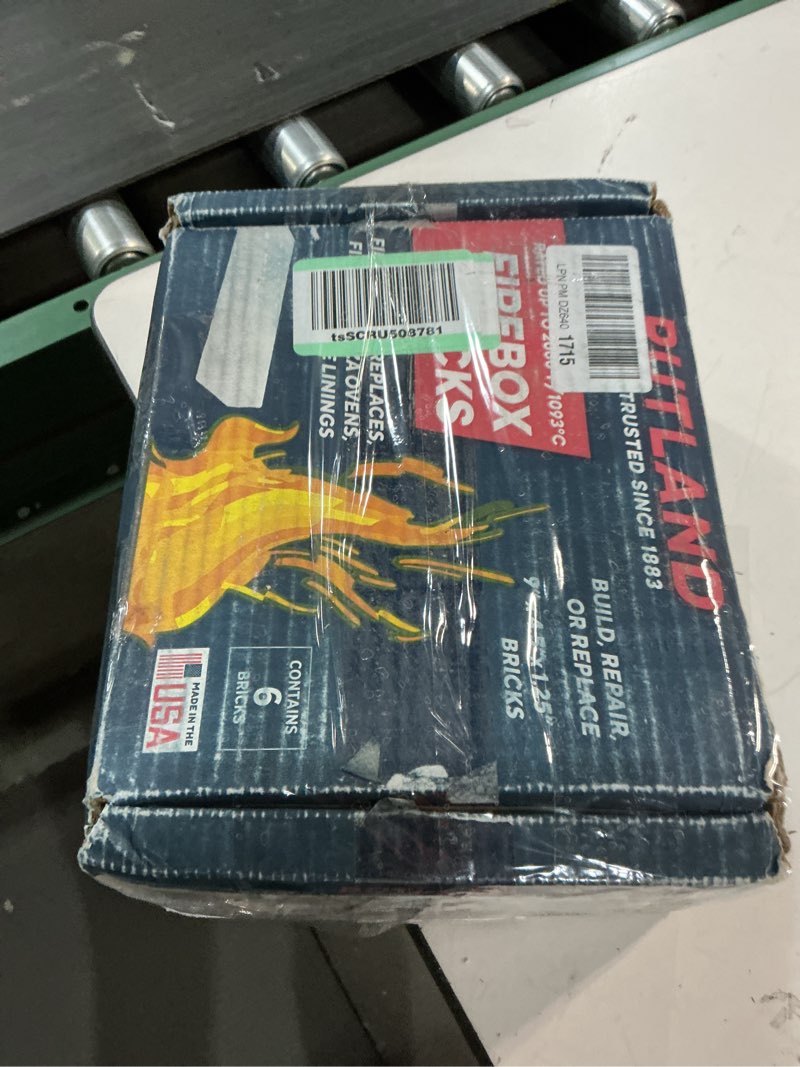 RUTLAND
TRUSTED SINCE 1883
FIREBOX
REPLACES,
OVENS,
LININGS
1093°C
BUILD, REPAIR,
OR REPLACE
BRICKS
CONTAINS
6
BRICKS
MADE IN THE
USA
tsSCRU508781
LPN PM DZ640 1715